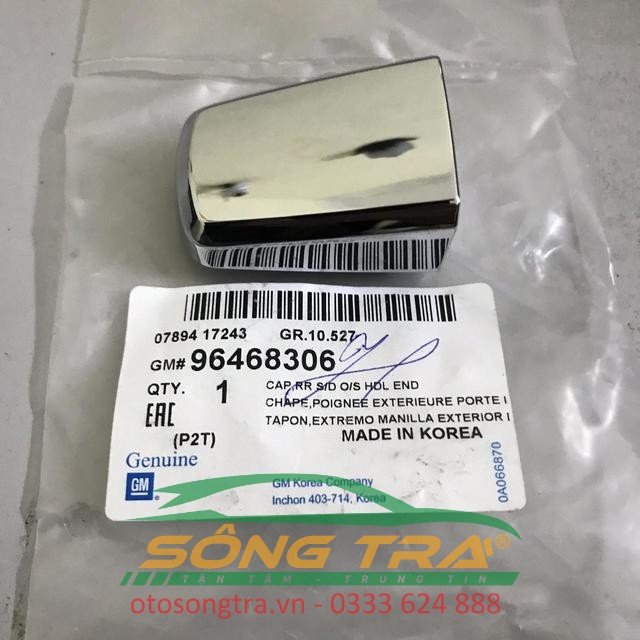 07894 17243 GR.10.527
GM# 96468306
QTY. 1
CAP,RR S/D O/S HDL END
CHAPE,POIGNEE EXTERIEURE PORTE
TAPON,EXTREMO MANILLA EXTERIOR
EAC
(P2T)
MADE IN KOREA
Genuine
GM
GM Korea Company
Inchon 403-714, Korea
0A066870
SÔNG TRÀ®
TẬN TÂM - TRUNG TÍN
otosongtra.vn - 0333 624 888